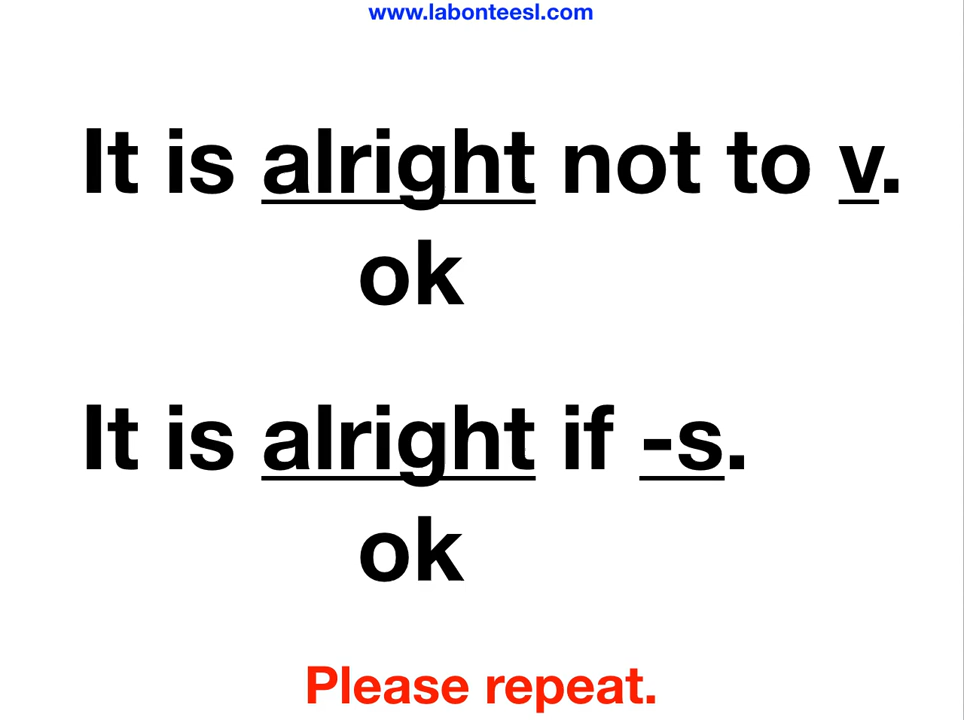 www.labonteesl.com
It is alright not to v.
ok
It is alright if -s.
ok
Please repeat.